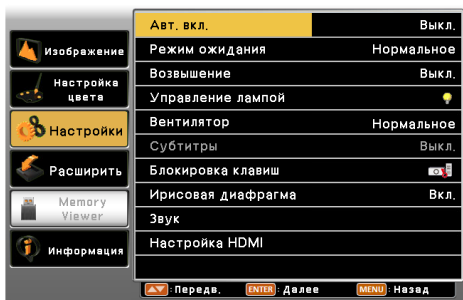 Изображение
Настройка
цвета
Настройки
Расширить
Memory
Viewer
Информация
Авт. вкл. Выкл.
Режим ожидания Нормальное
Возвышение Выкл.
Управление лампой
Вентилятор Нормальное
Субтитры Выкл.
Блокировка клавиш
Ирисовая диафрагма Вкл.
Звук
Настройка HDMI
:Передв. ENTER :Далее MENU :Назад